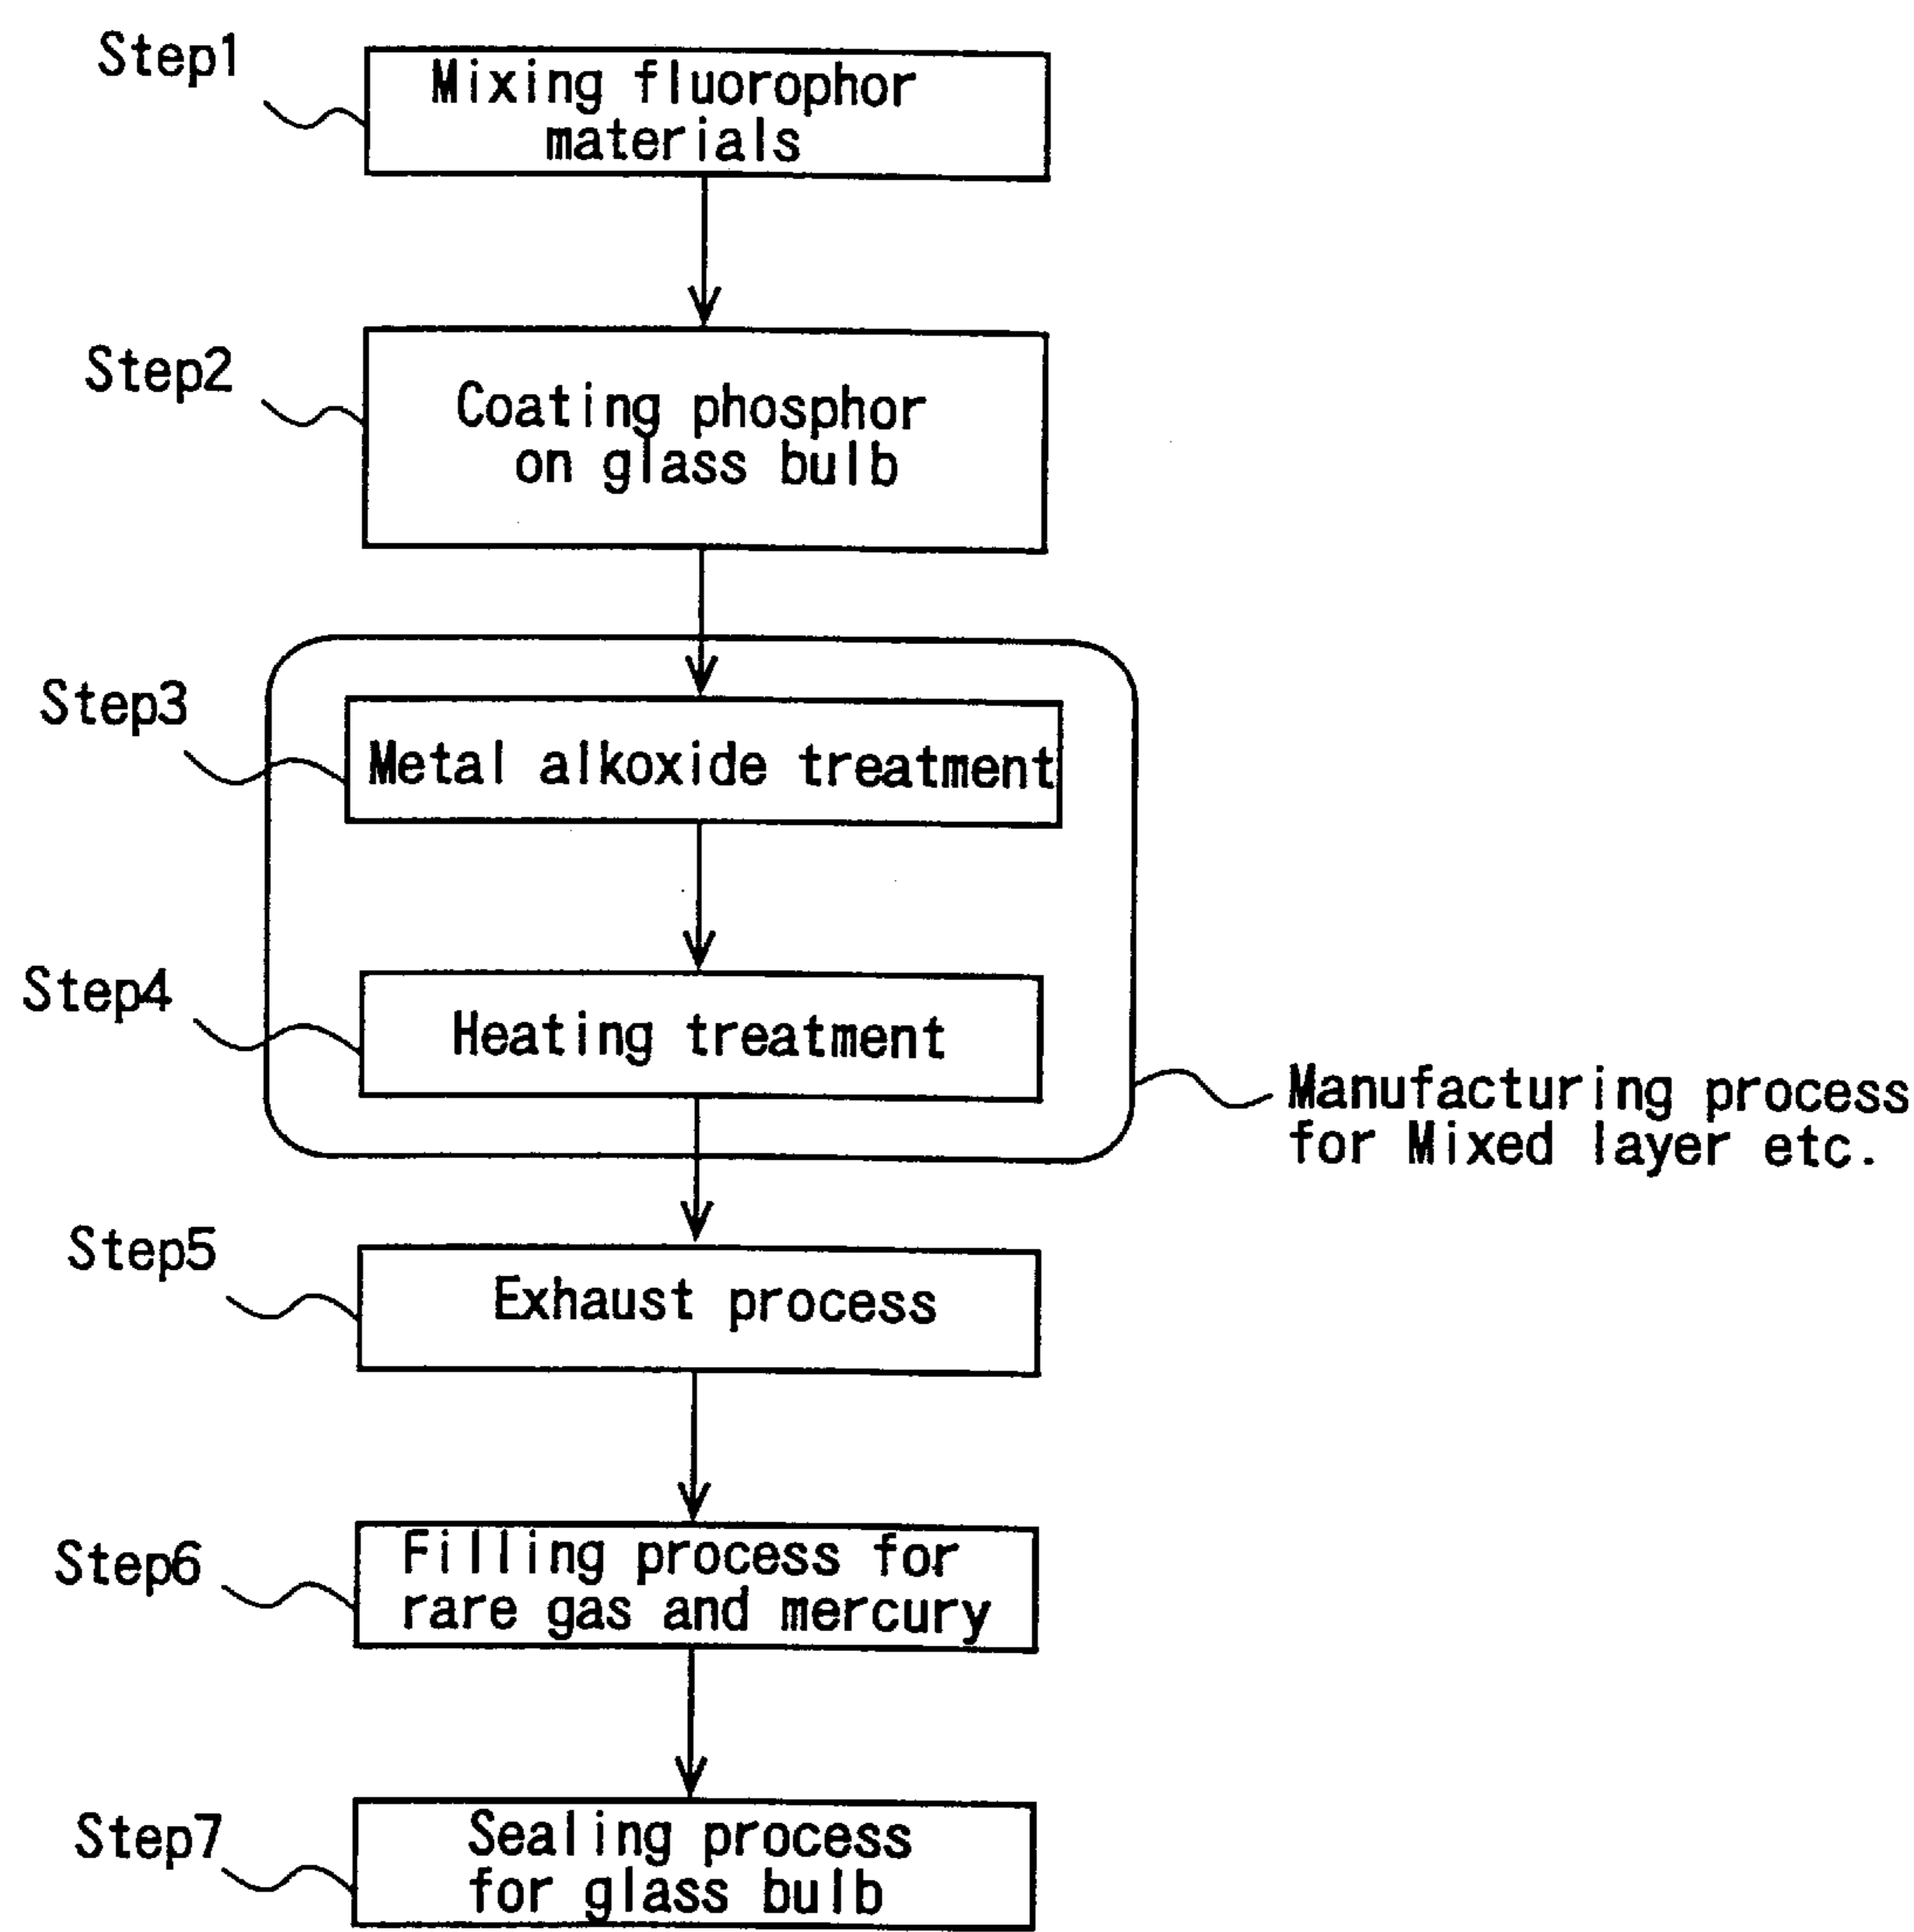 Step1
Mixing fluorophor
materials
Step2
Coating phosphor
on glass bulb
Step3
Metal alkoxide treatment
Step4
Heating treatment
Manufacturing process
for Mixed layer etc.
Step5
Exhaust process
Step6
Filling process for
rare gas and mercury
Step7
Sealing process
for glass bulb